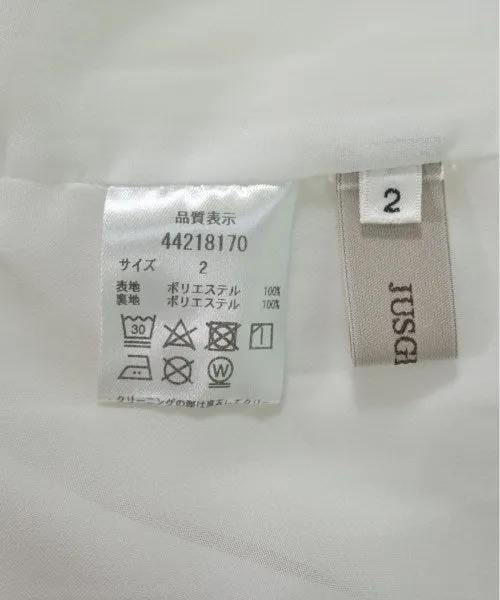 品質表示
44218170
サイズ 2
表地 ポリエステル 100%
裏地 ポリエステル 100%
30
W
2
JUSGL